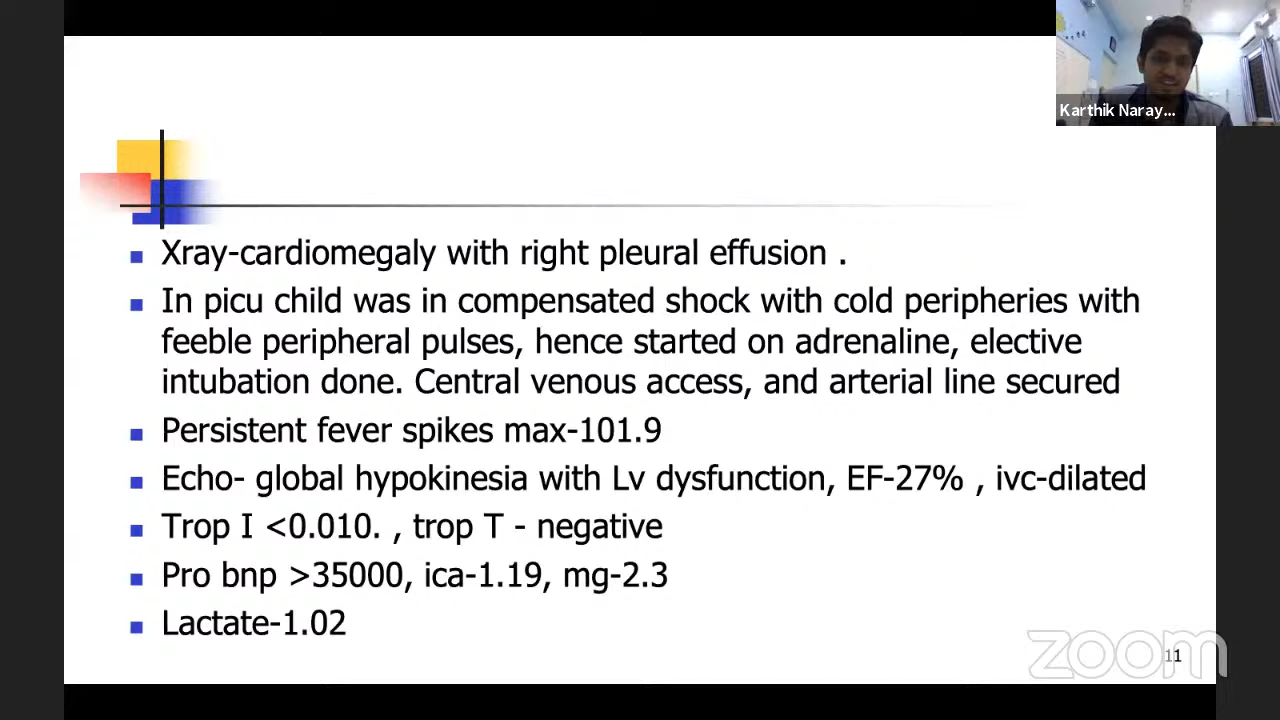 Karthik Naray...
Xray-cardiomegaly with right pleural effusion .
In picu child was in compensated shock with cold peripheries with
feeble peripheral pulses, hence started on adrenaline, elective
intubation done. Central venous access, and arterial line secured
Persistent fever spikes max-101.9
Echo- global hypokinesia with Lv dysfunction, EF-27% , ivc-dilated
Trop I <0.010. , trop T - negative
Pro bnp >35000, ica-1.19, mg-2.3
Lactate-1.02
zoom
11